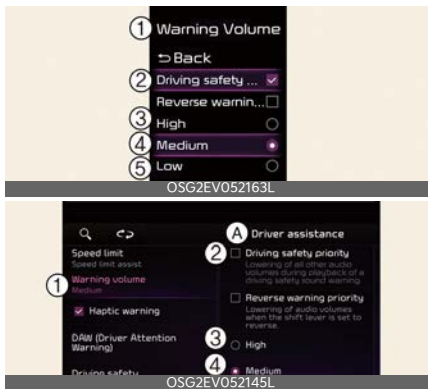 ① Warning Volume
⮌ Back
② Driving safety ...
Reverse warnin...
③ High
④ Medium
⑤ Low
OSG2EV052163L
Ⓐ Driver assistance
Speed limit
Speed limit assist
① Warning volume
Medium
Haptic warning
DAW (Driver Attention
Warning)
Driving safety
② Driving safety priority
Lowering of all other audio
volumes during playback of a
driving safety sound warning.
Reverse warning priority
Lowering of audio volumes
when the shift lever is set to
reverse.
③ High
④ Medium
OSG2EV052145L